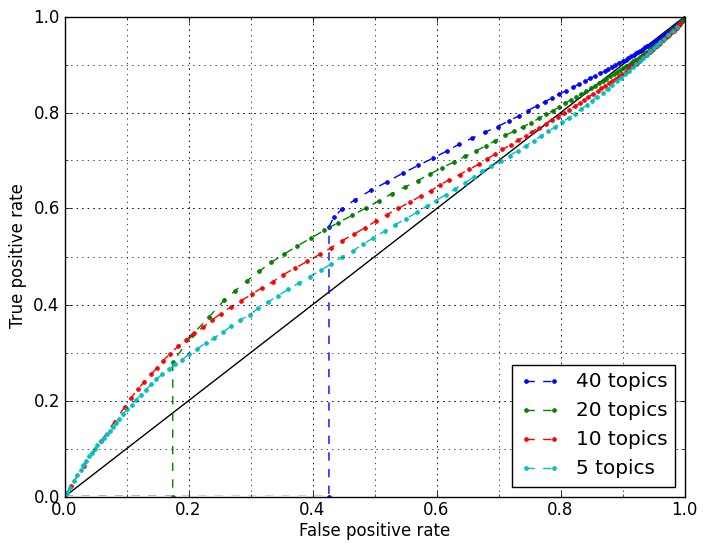 1.0
0.8
0.6
0.4
0.2
0.0
True positive rate
40 topics
20 topics
10 topics
5 topics
0.0 0.2 0.4 0.6 0.8 1.0
False positive rate